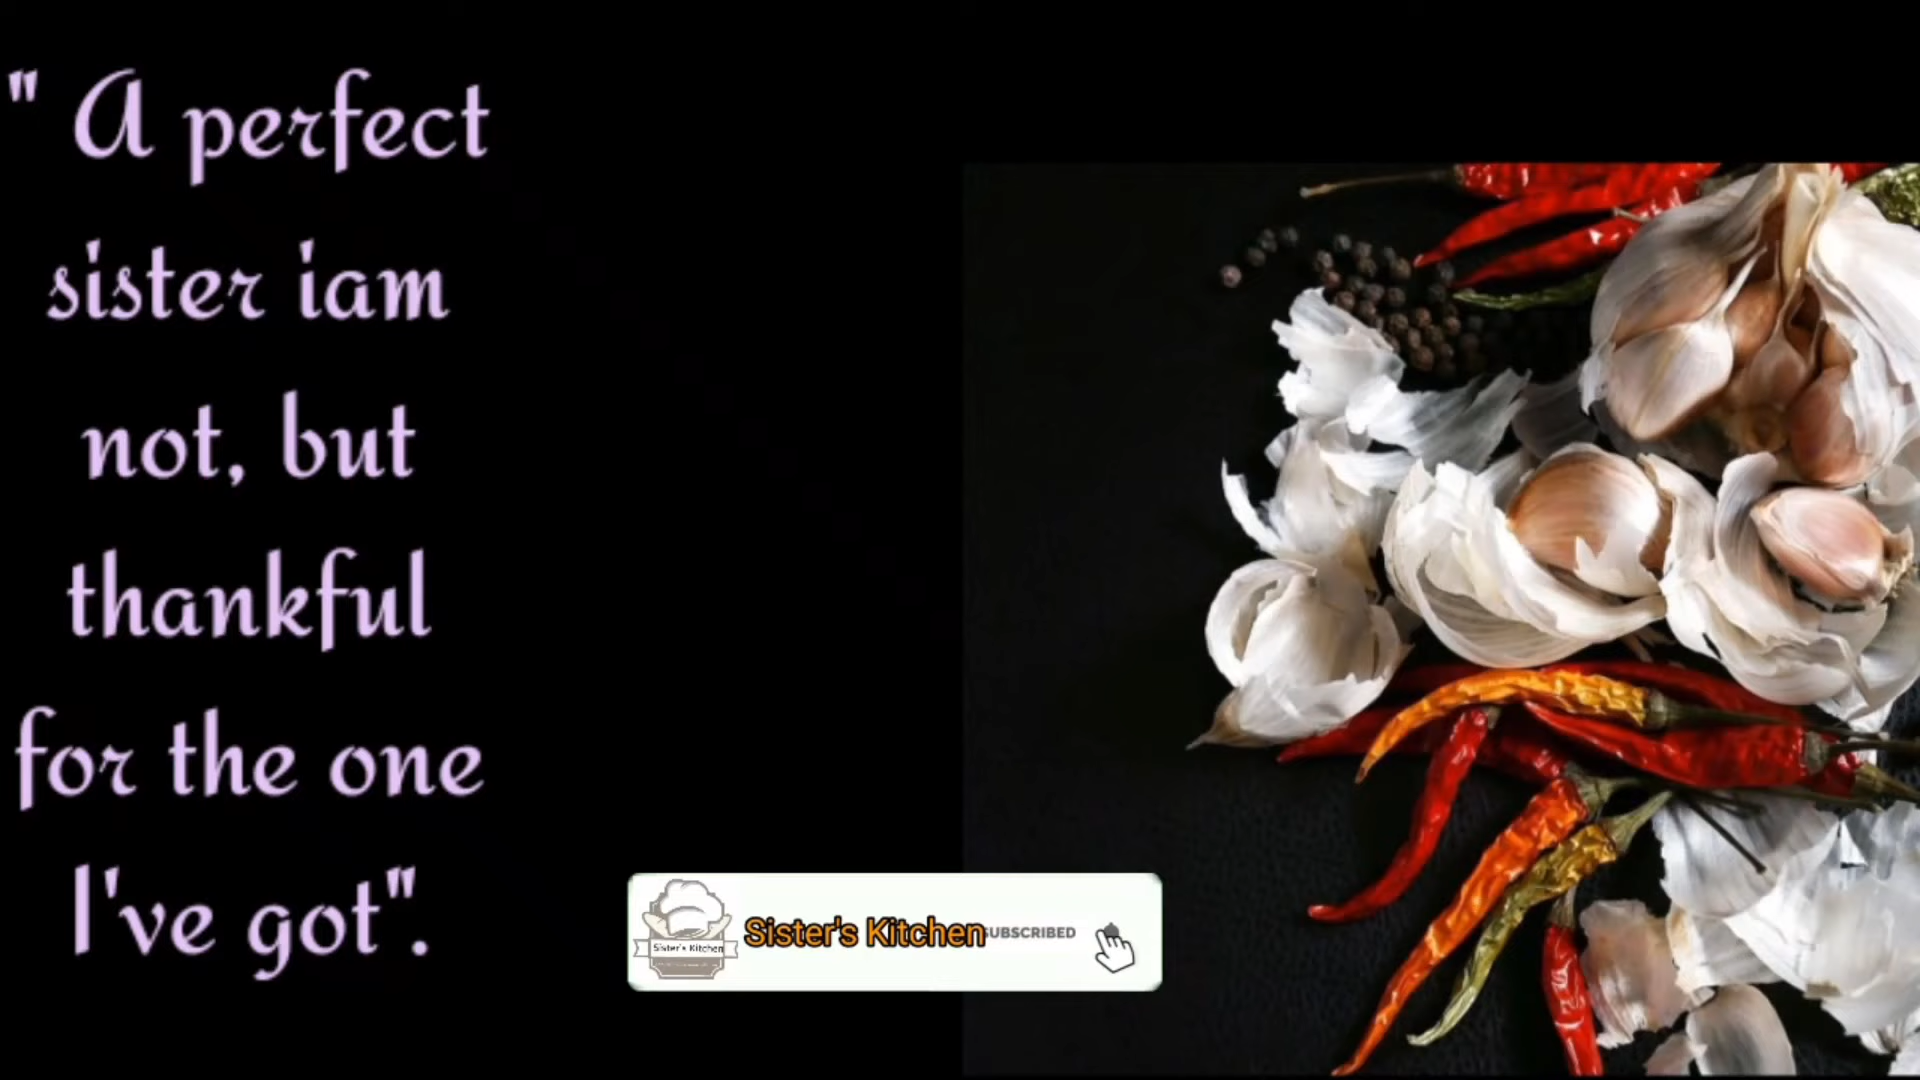 " A perfect
sister iam
not, but
thankful
for the one
I've got".
Sister's Kitchen
Sister's Kitchen
SUBSCRIBED